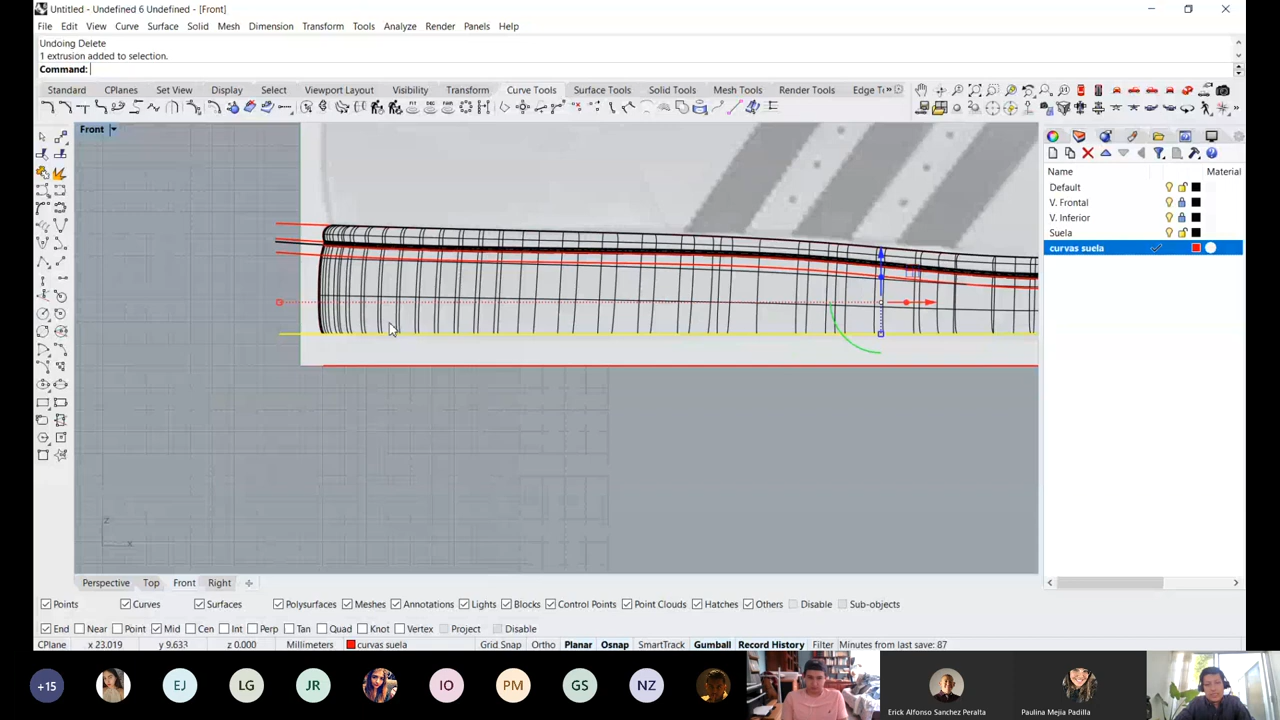 Untitled - Undefined 6 Undefined - [Front]
File Edit View Curve Surface Solid Mesh Dimension Transform Tools Analyze Render Panels Help
Undoing Delete
1 extrusion added to selection.
Command:
Standard CPlanes Set View Display Select Viewport Layout Visibility Transform Curve Tools Surface Tools Solid Tools Mesh Tools Render Tools Edge T
Front
Name Material
Default
V. Frontal
V. Inferior
Suela
curvas suela
z
x
Perspective Top Front Right
Points Curves Surfaces Polysurfaces Meshes Annotations Lights Blocks Control Points Point Clouds Hatches Others Disable Sub-objects
End Near Point Mid Cen Int Perp Tan Quad Knot Vertex Project Disable
CPlane x 23.019 y 9.633 z 0.000 Millimeters curvas suela Grid Snap Ortho Planar Osnap SmartTrack Gumball Record History Filter Minutes from last save: 87
+15 EJ LG JR IO PM GS NZ
Erick Alfonso Sanchez Peralta Paulina Mejia Padilla